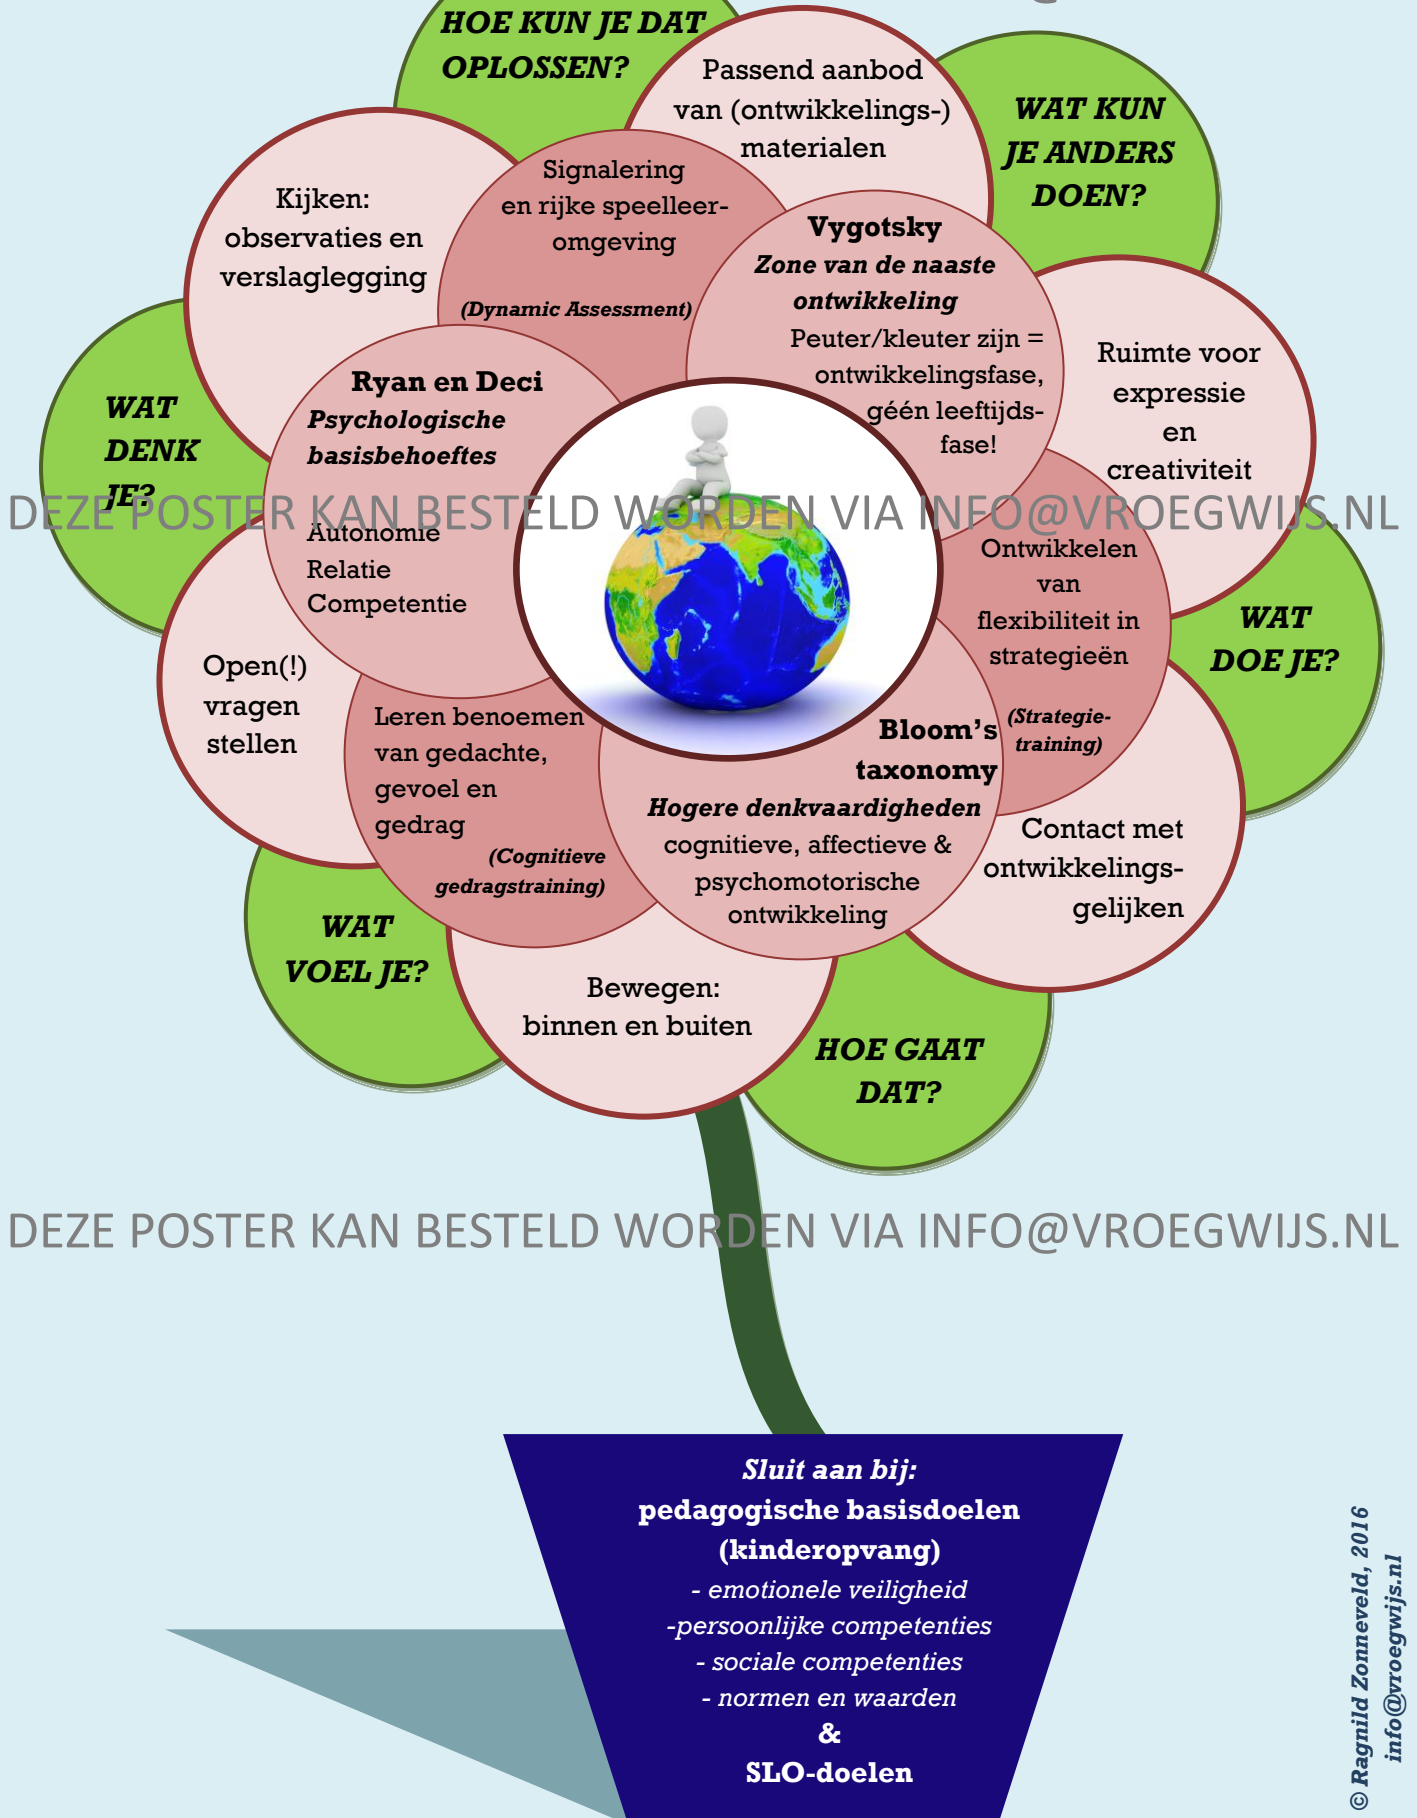 HOE KUN JE DAT
OPLOSSEN?
Passend aanbod
van (ontwikkelings-)
materialen
WAT KUN
JE ANDERS
DOEN?
Kijken:
observaties en
verslaglegging
Signalering
en rijke speelleer-
omgeving
(Dynamic Assessment)
Vygotsky
Zone van de naaste
ontwikkeling
Peuter/kleuter zijn =
ontwikkelingsfase,
géén leeftijds-
fase!
Ruimte voor
expressie
en
creativiteit
WAT
DENK
JE?
Ryan en Deci
Psychologische
basisbehoeftes
Autonomie
Relatie
Competentie
DEZE POSTER KAN BESTELD WORDEN VIA INFO@VROEGWIJS.NL
Ontwikkelen
van
flexibiliteit in
strategieën
(Strategie-
training)
WAT
DOE JE?
Open(!)
vragen
stellen
Leren benoemen
van gedachte,
gevoel en
gedrag
(Cognitieve
gedragstraining)
Bloom's
taxonomy
Hogere denkvaardigheden
cognitieve, affectieve &
psychomotorische
ontwikkeling
Contact met
ontwikkelings-
gelijken
WAT
VOEL JE?
Bewegen:
binnen en buiten
HOE GAAT
DAT?
DEZE POSTER KAN BESTELD WORDEN VIA INFO@VROEGWIJS.NL
Sluit aan bij:
pedagogische basisdoelen
(kinderopvang)
- emotionele veiligheid
-persoonlijke competenties
- sociale competenties
- normen en waarden
&
SLO-doelen
© Ragnild Zonneveld, 2016
info@vroegwijs.nl